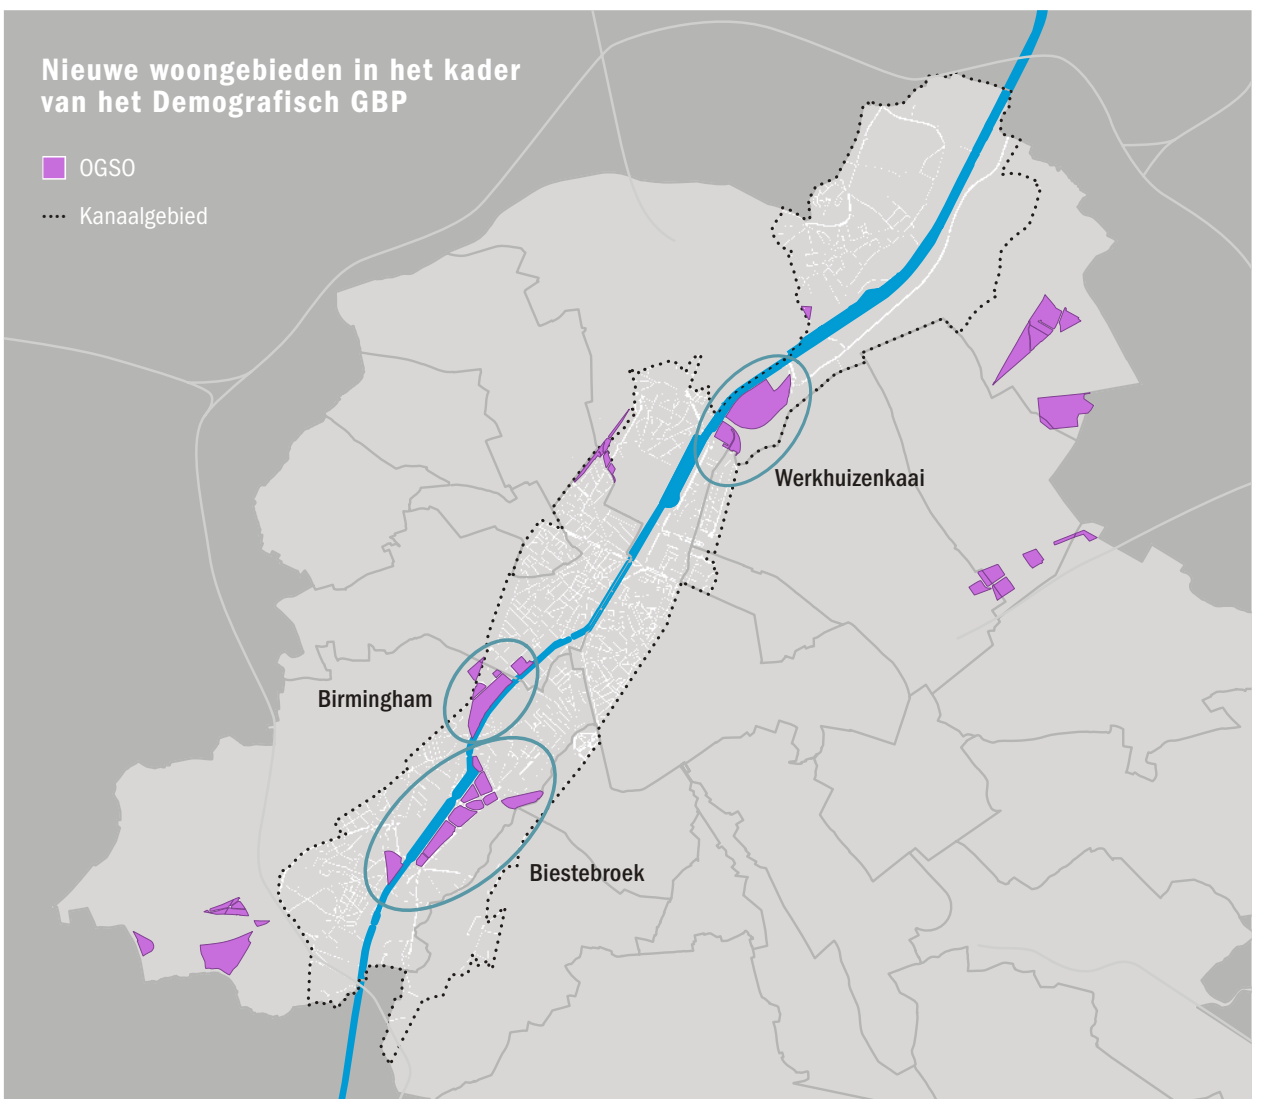 Nieuwe woongebieden in het kader
van het Demografisch GBP
OGSO
Kanaalgebied
Werkhuizenkaai
Birmingham
Biestebroek